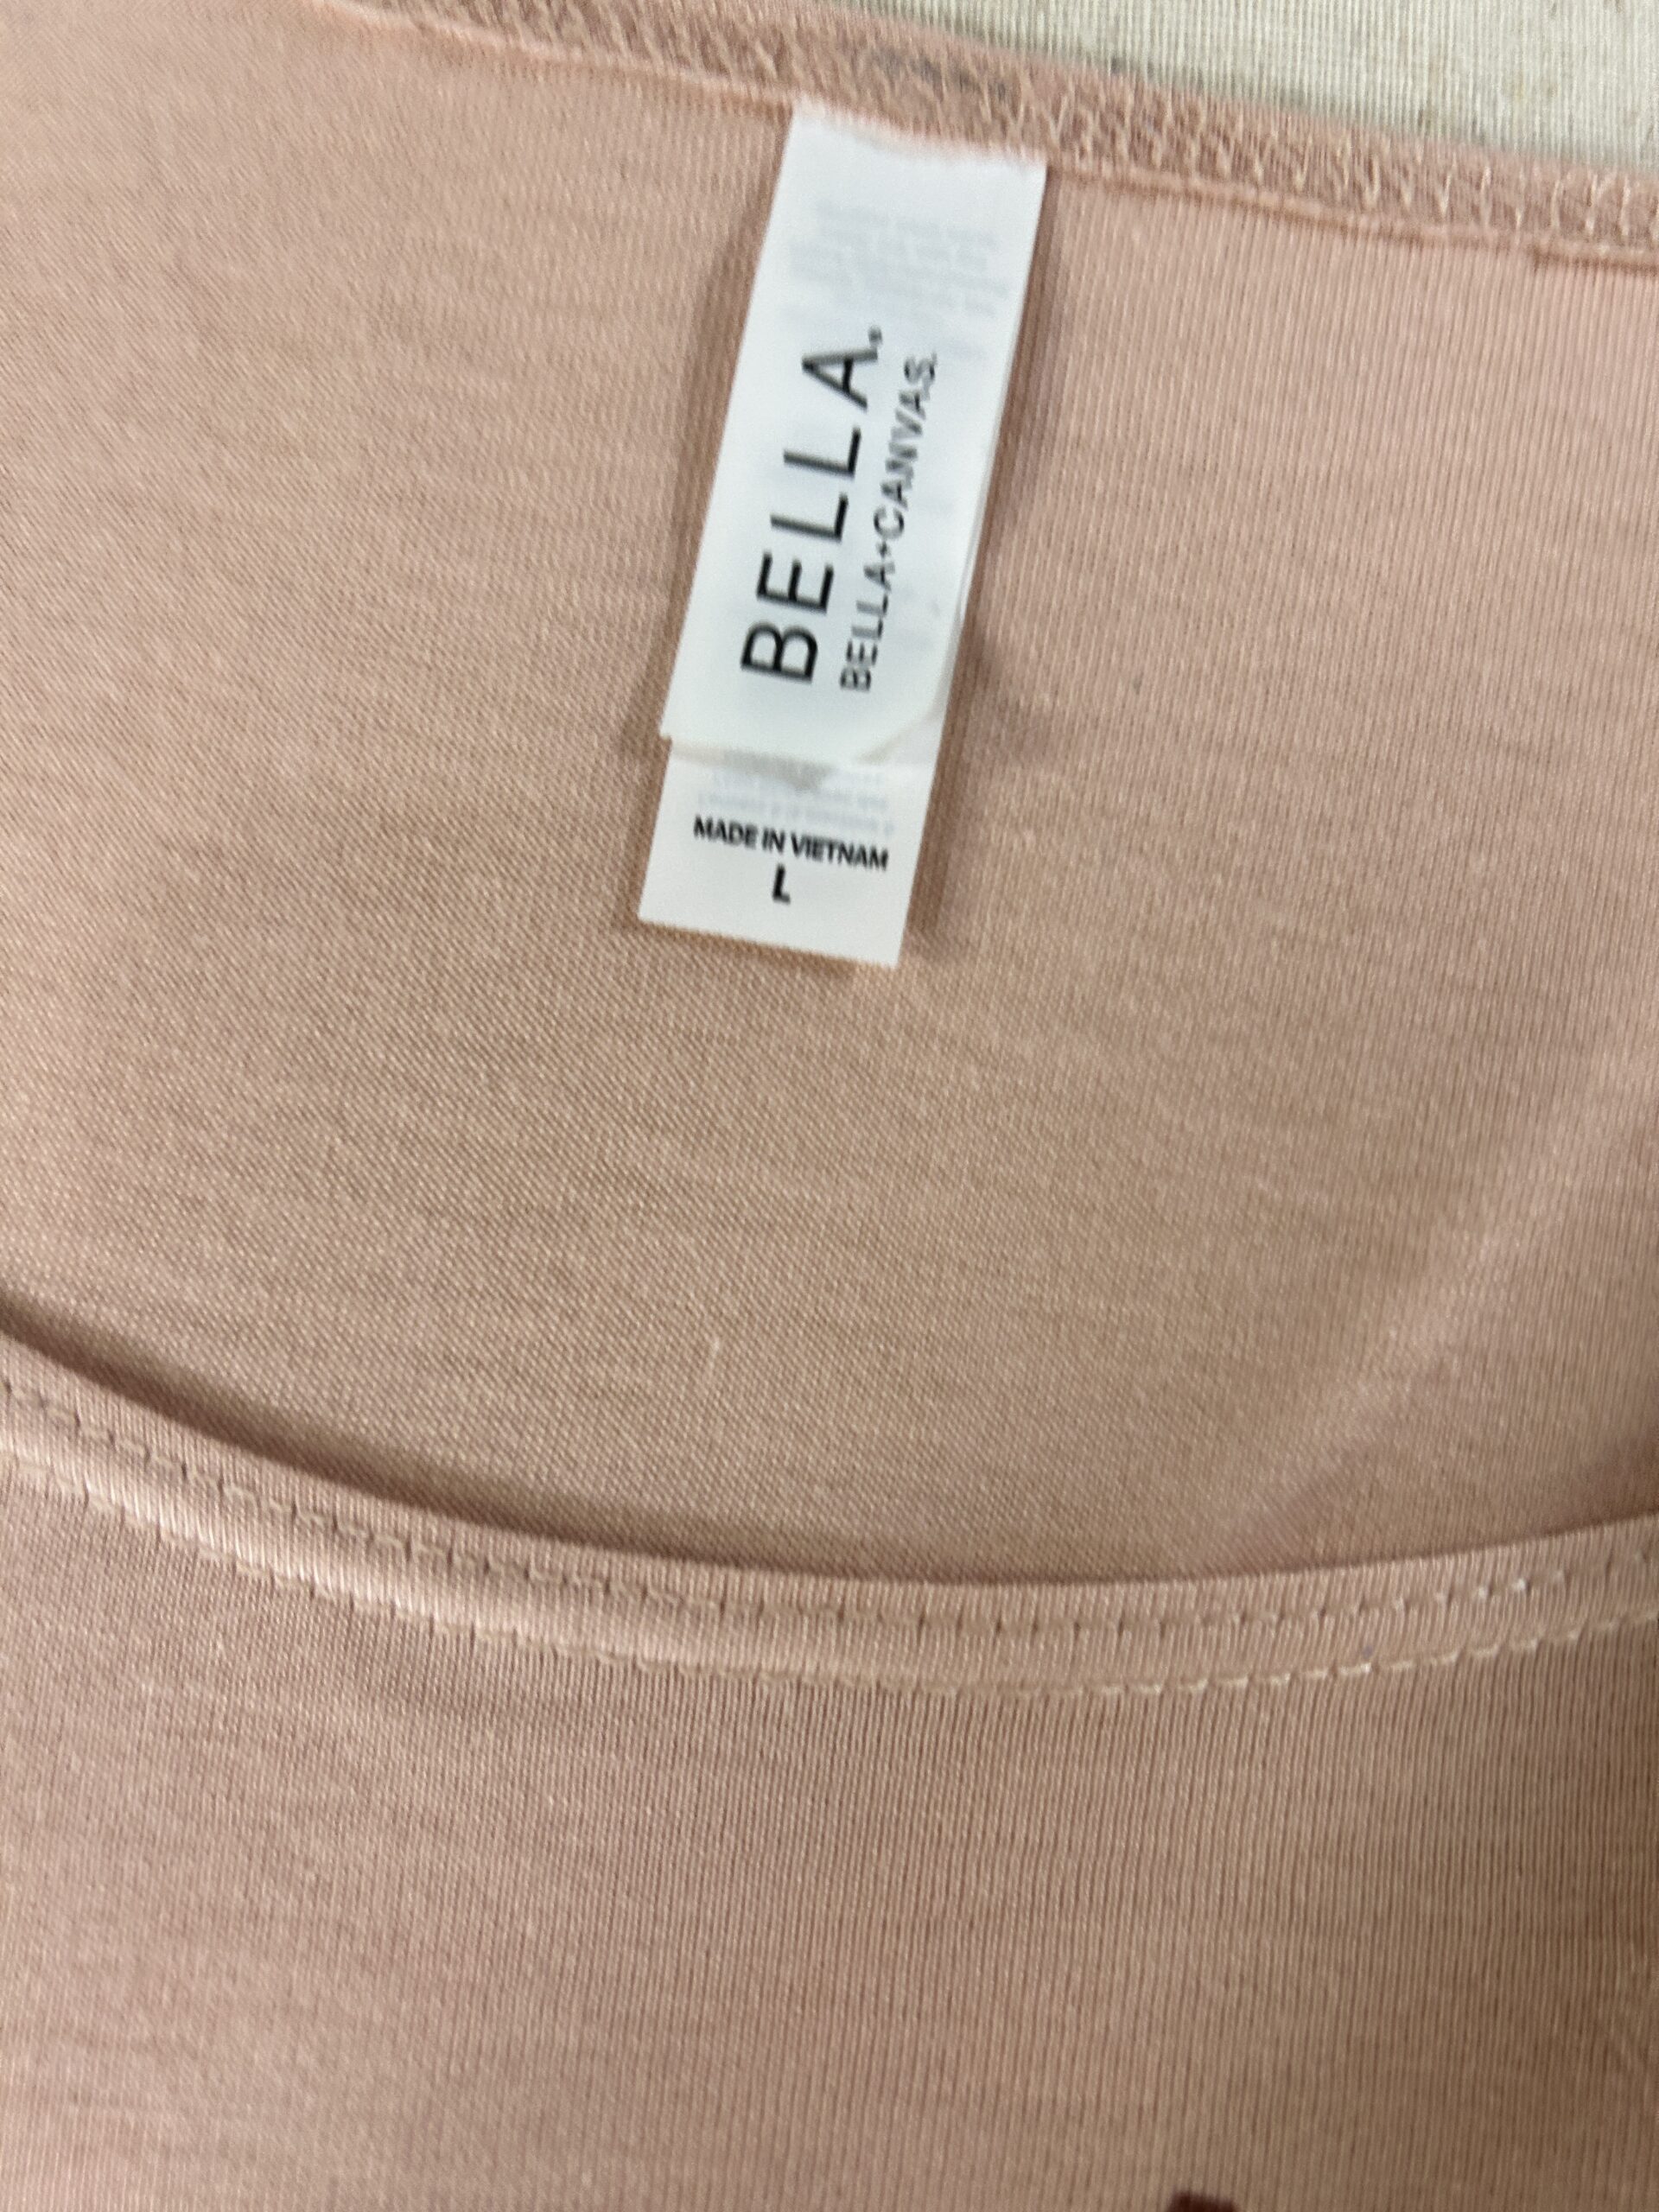 BELLA.
BELLA+CANVAS.
MADE IN VIETNAM
L